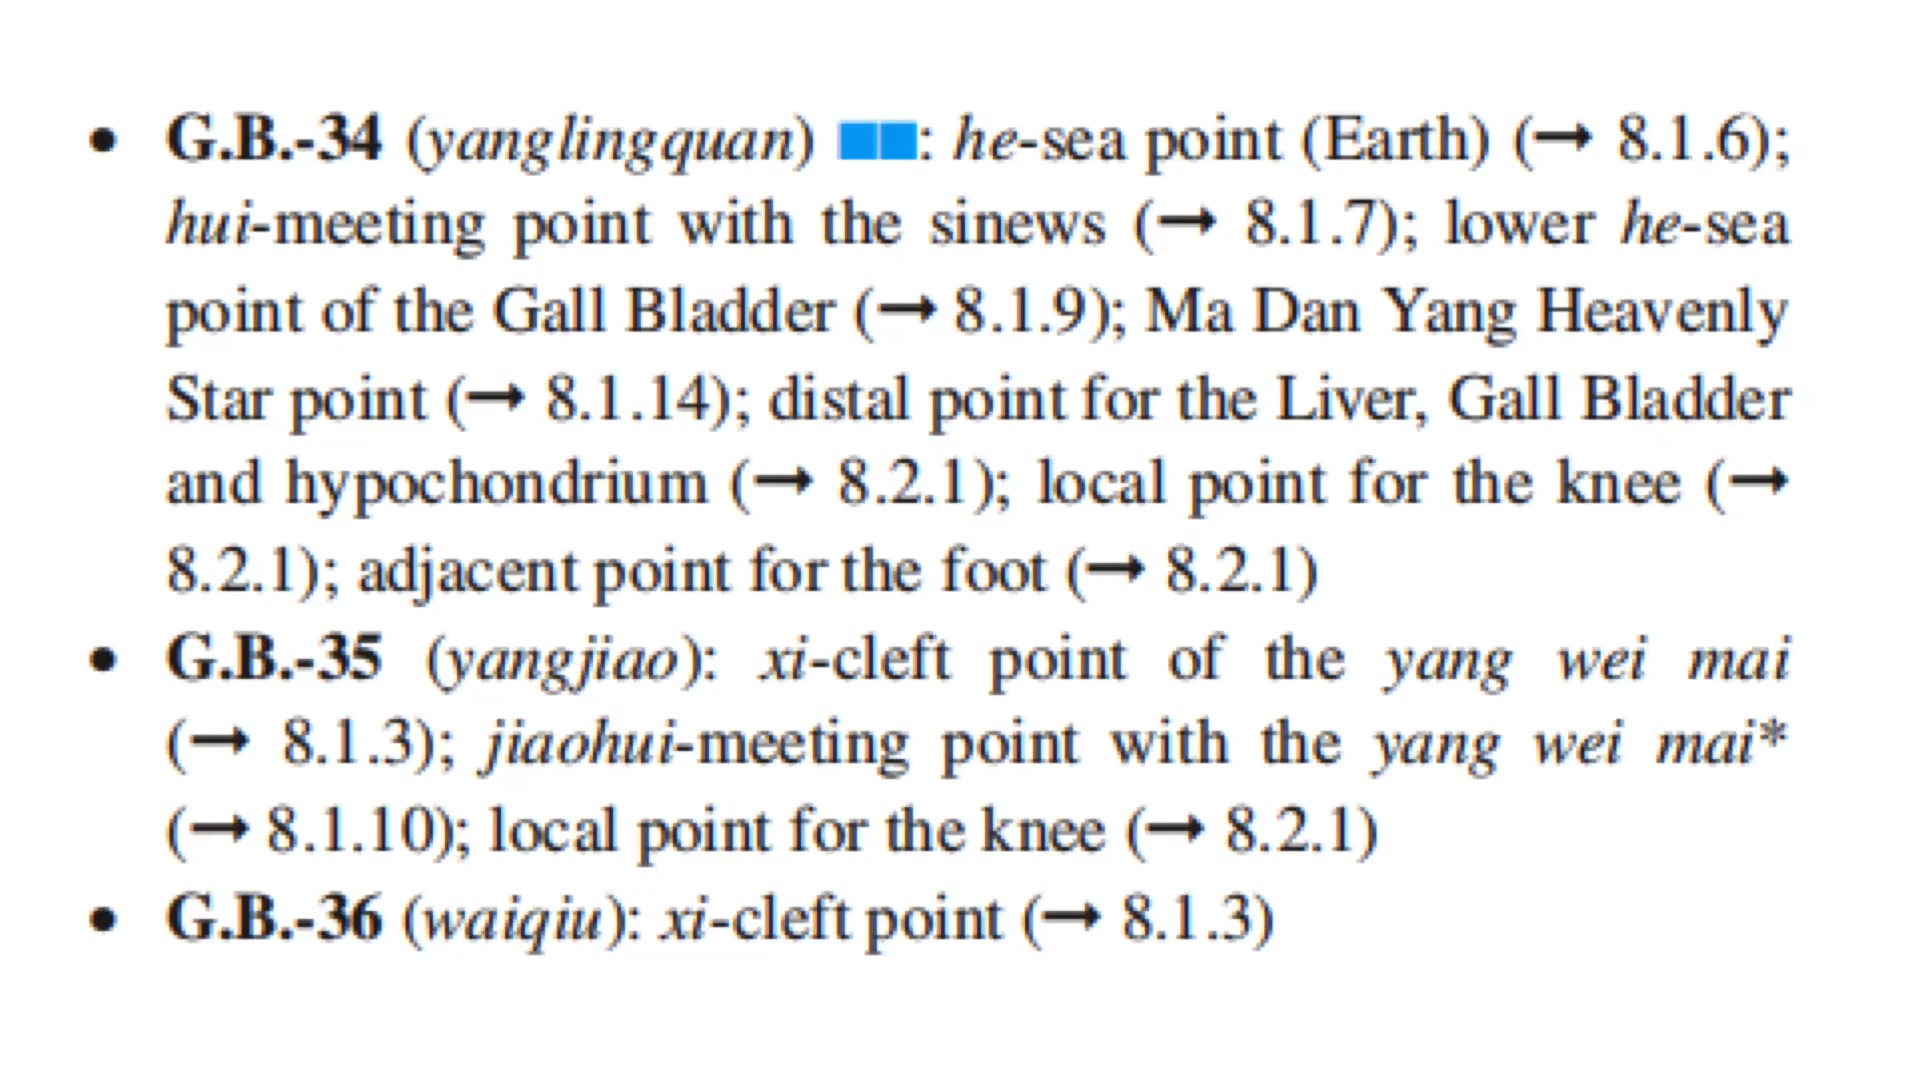 • G.B.-34 (yanglingquan) ■■: he-sea point (Earth) (→ 8.1.6);
hui-meeting point with the sinews (→ 8.1.7); lower he-sea
point of the Gall Bladder (→ 8.1.9); Ma Dan Yang Heavenly
Star point (→ 8.1.14); distal point for the Liver, Gall Bladder
and hypochondrium (→ 8.2.1); local point for the knee (→
8.2.1); adjacent point for the foot (→ 8.2.1)
• G.B.-35 (yangjiao): xi-cleft point of the yang wei mai
(→ 8.1.3); jiaohui-meeting point with the yang wei mai*
(→ 8.1.10); local point for the knee (→ 8.2.1)
• G.B.-36 (waiqiu): xi-cleft point (→ 8.1.3)